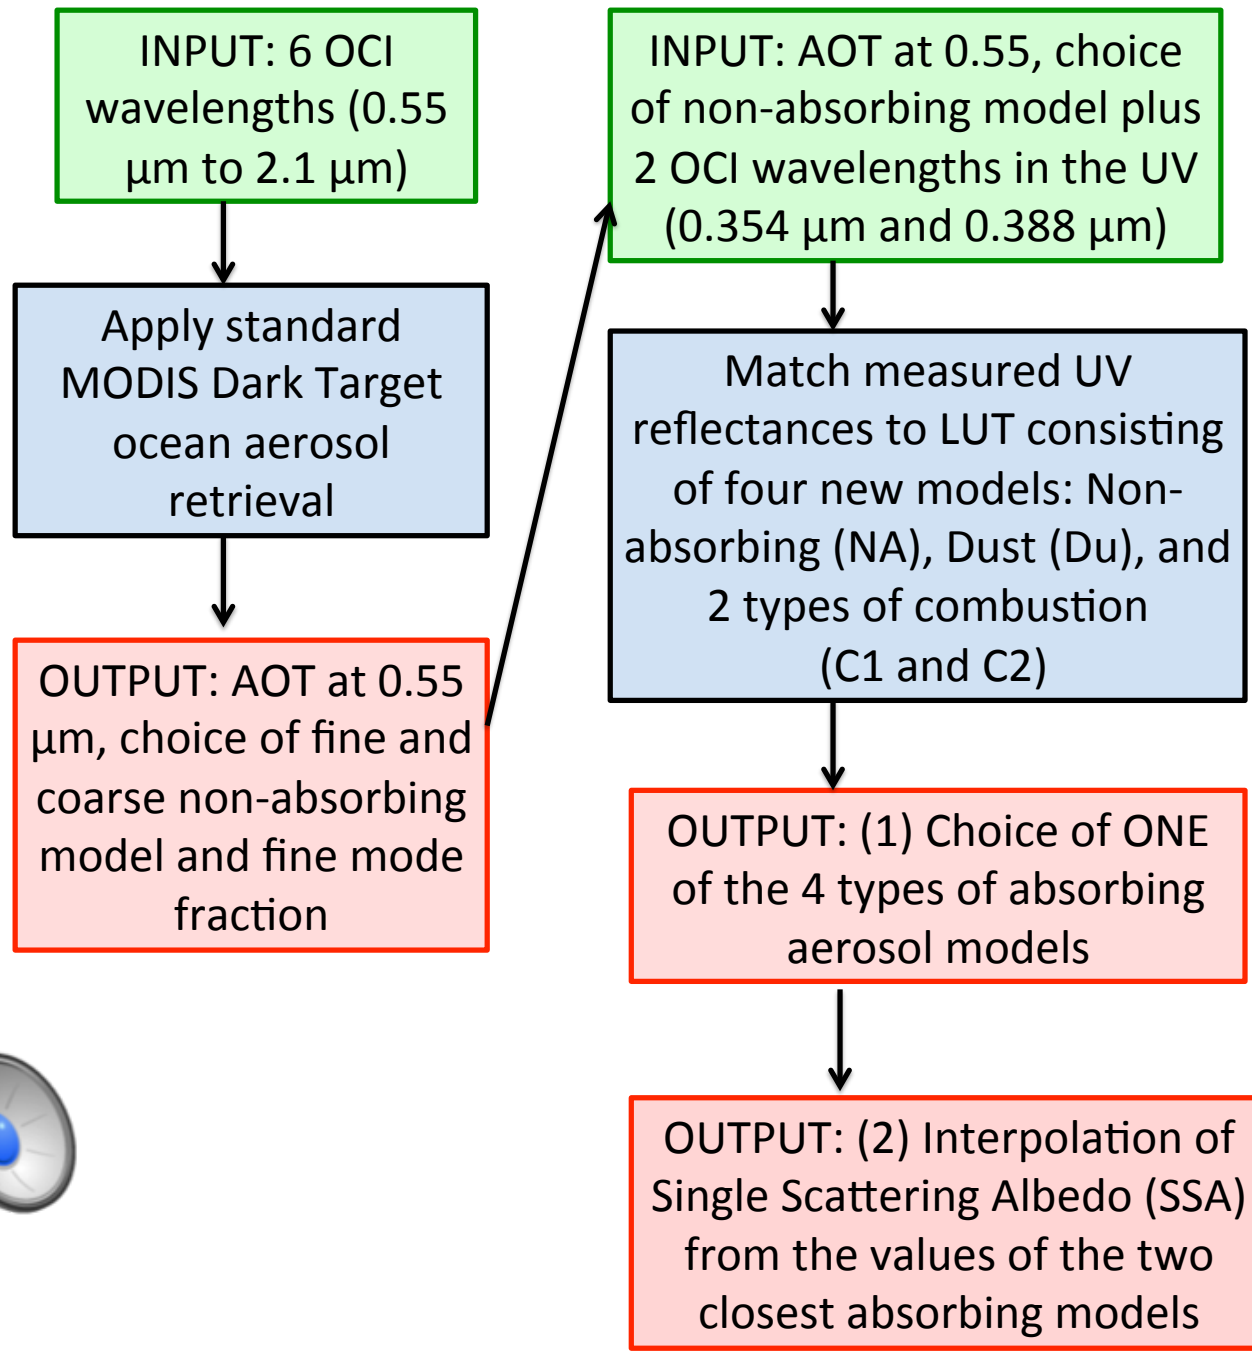 INPUT: 6 OCI
wavelengths (0.55
μm to 2.1 μm)
Apply standard
MODIS Dark Target
ocean aerosol
retrieval
OUTPUT: AOT at 0.55
μm, choice of fine and
coarse non-absorbing
model and fine mode
fraction
INPUT: AOT at 0.55, choice
of non-absorbing model plus
2 OCI wavelengths in the UV
(0.354 μm and 0.388 μm)
Match measured UV
reflectances to LUT consisting
of four new models: Non-
absorbing (NA), Dust (Du), and
2 types of combustion
(C1 and C2)
OUTPUT: (1) Choice of ONE
of the 4 types of absorbing
aerosol models
OUTPUT: (2) Interpolation of
Single Scattering Albedo (SSA)
from the values of the two
closest absorbing models